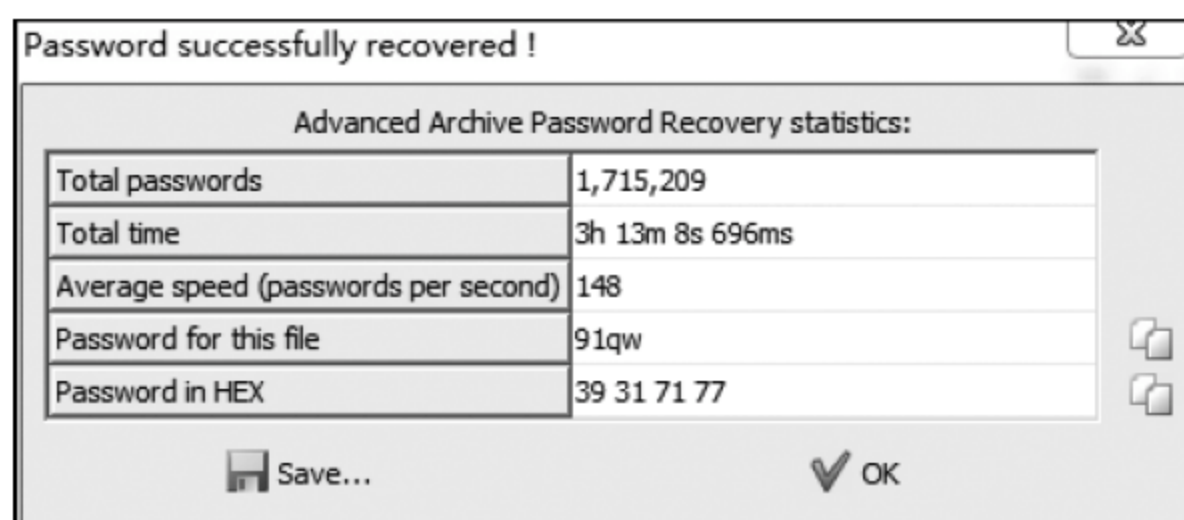 Password successfully recovered !
Advanced Archive Password Recovery statistics:
Total passwords 1,715,209
Total time 3h 13m 8s 696ms
Average speed (passwords per second) 148
Password for this file 91qw
Password in HEX 39 31 71 77
Save... OK